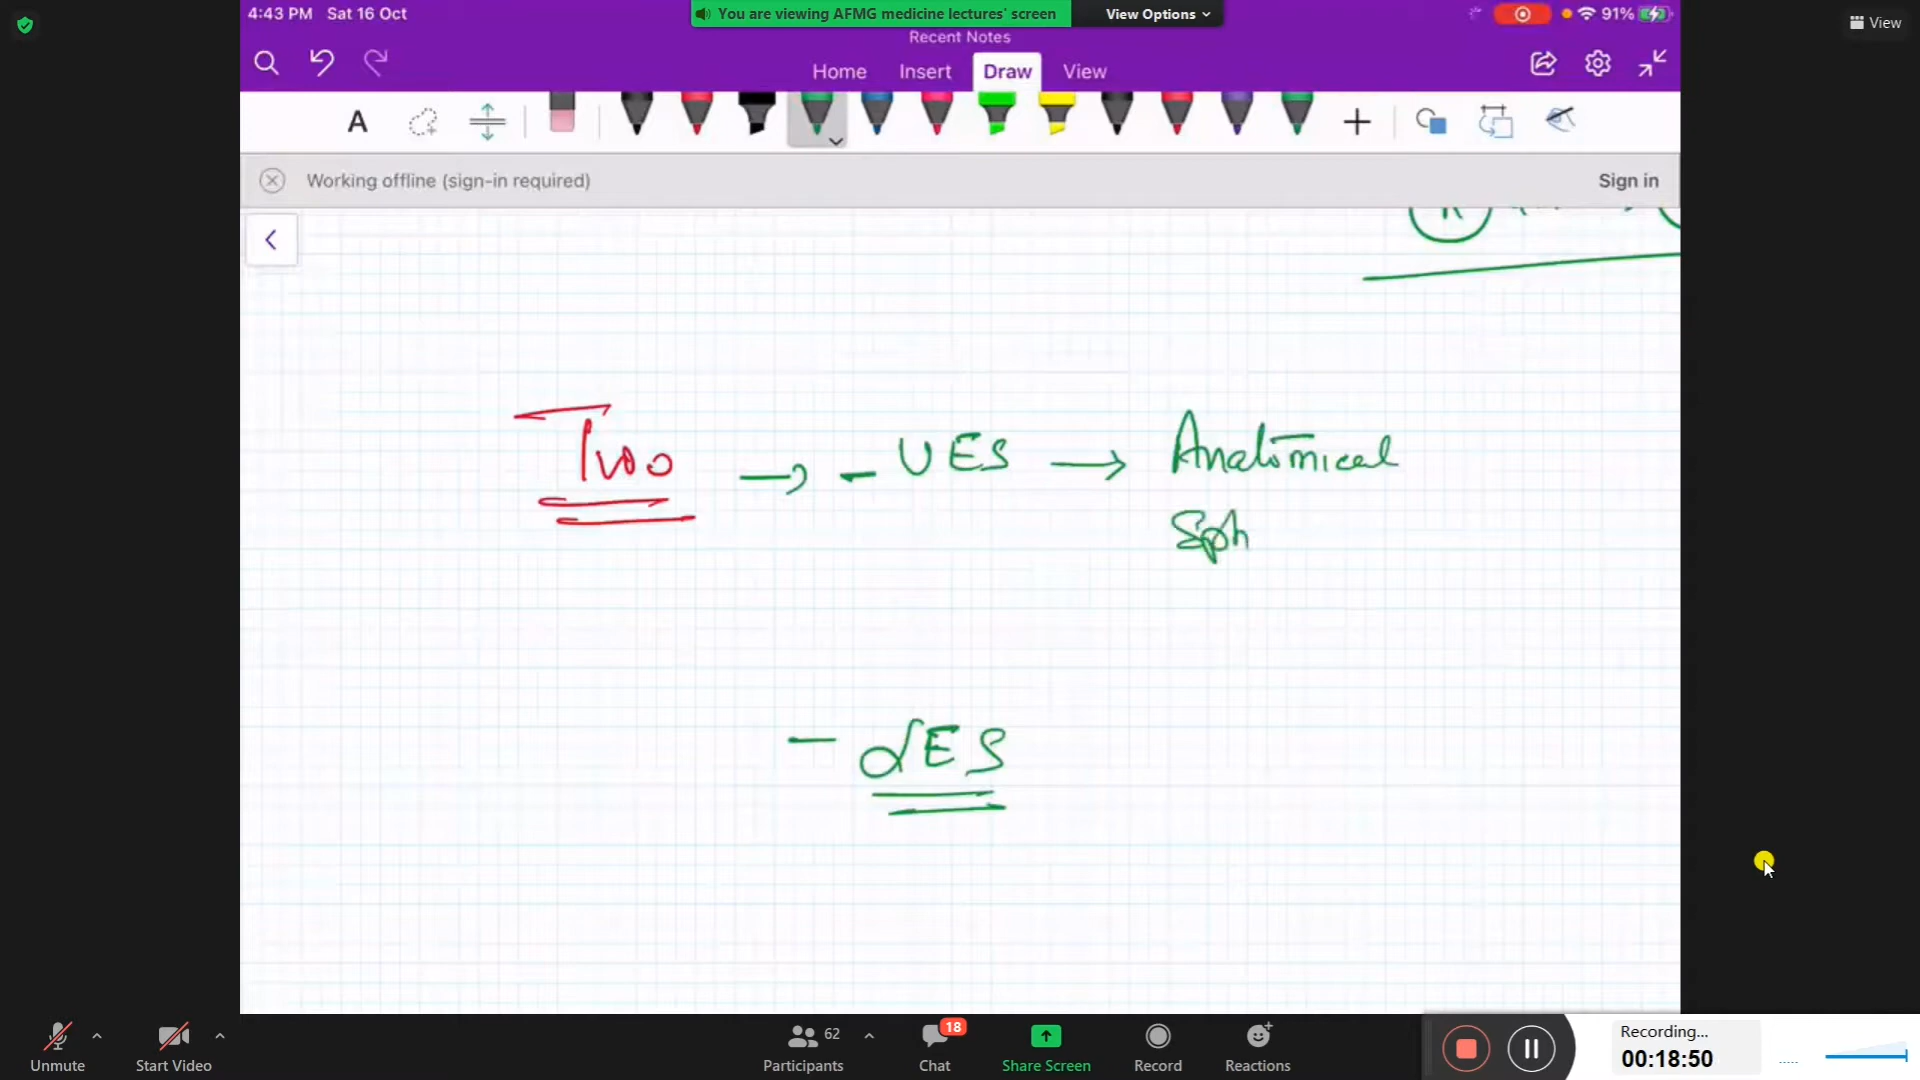 4:43 PM Sat 16 Oct
You are viewing AFMG medicine lectures' screen
View Options
91%
View
Recent Notes
Home Insert Draw View
A
Working offline (sign-in required)
Sign in
Two → - UES → Anatomical
Sph
- LES
Unmute
Start Video
62
Participants
18
Chat
Share Screen
Record
Reactions
Recording...
00:18:50